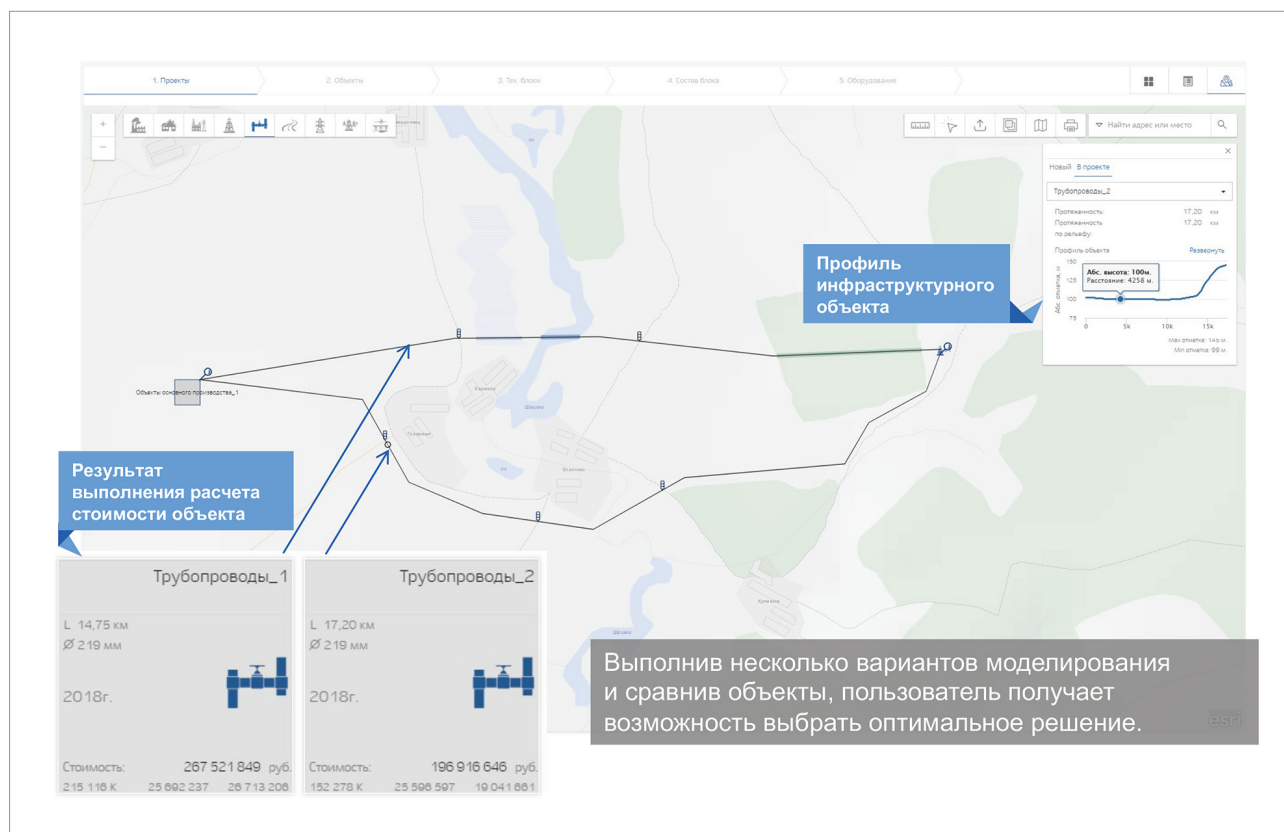 1. Проекты
2. Объекты
3. Тех. блоки
4. Состав блока
5. Оборудование
Найти адрес или место
Новый В проекте
Трубопроводы_2
Протяженность: 17,20 км
Протяженность 17,20 км
по рельефу:
Профиль объекта Развернуть
150
125
100
75
Абс. отметка, м
Абс. высота: 100м.
Расстояние: 4258 м.
0 5k 10k 15k
Max отметка: 145 м.
Min отметка: 99 м.
Профиль
инфраструктурного
объекта
Объекты основного производства_1
Шишма
Результат
выполнения расчета
стоимости объекта
Трубопроводы_1
L 14,75 км
Ø 219 мм
2018г.
Стоимость: 267 521 849 руб.
215 116 K 25 692 237 26 713 206
Трубопроводы_2
L 17,20 км
Ø 219 мм
2018г.
Стоимость: 196 916 646 руб.
152 278 K 25 596 597 19 041 661
Выполнив несколько вариантов моделирования
и сравнив объекты, пользователь получает
возможность выбрать оптимальное решение.
esri